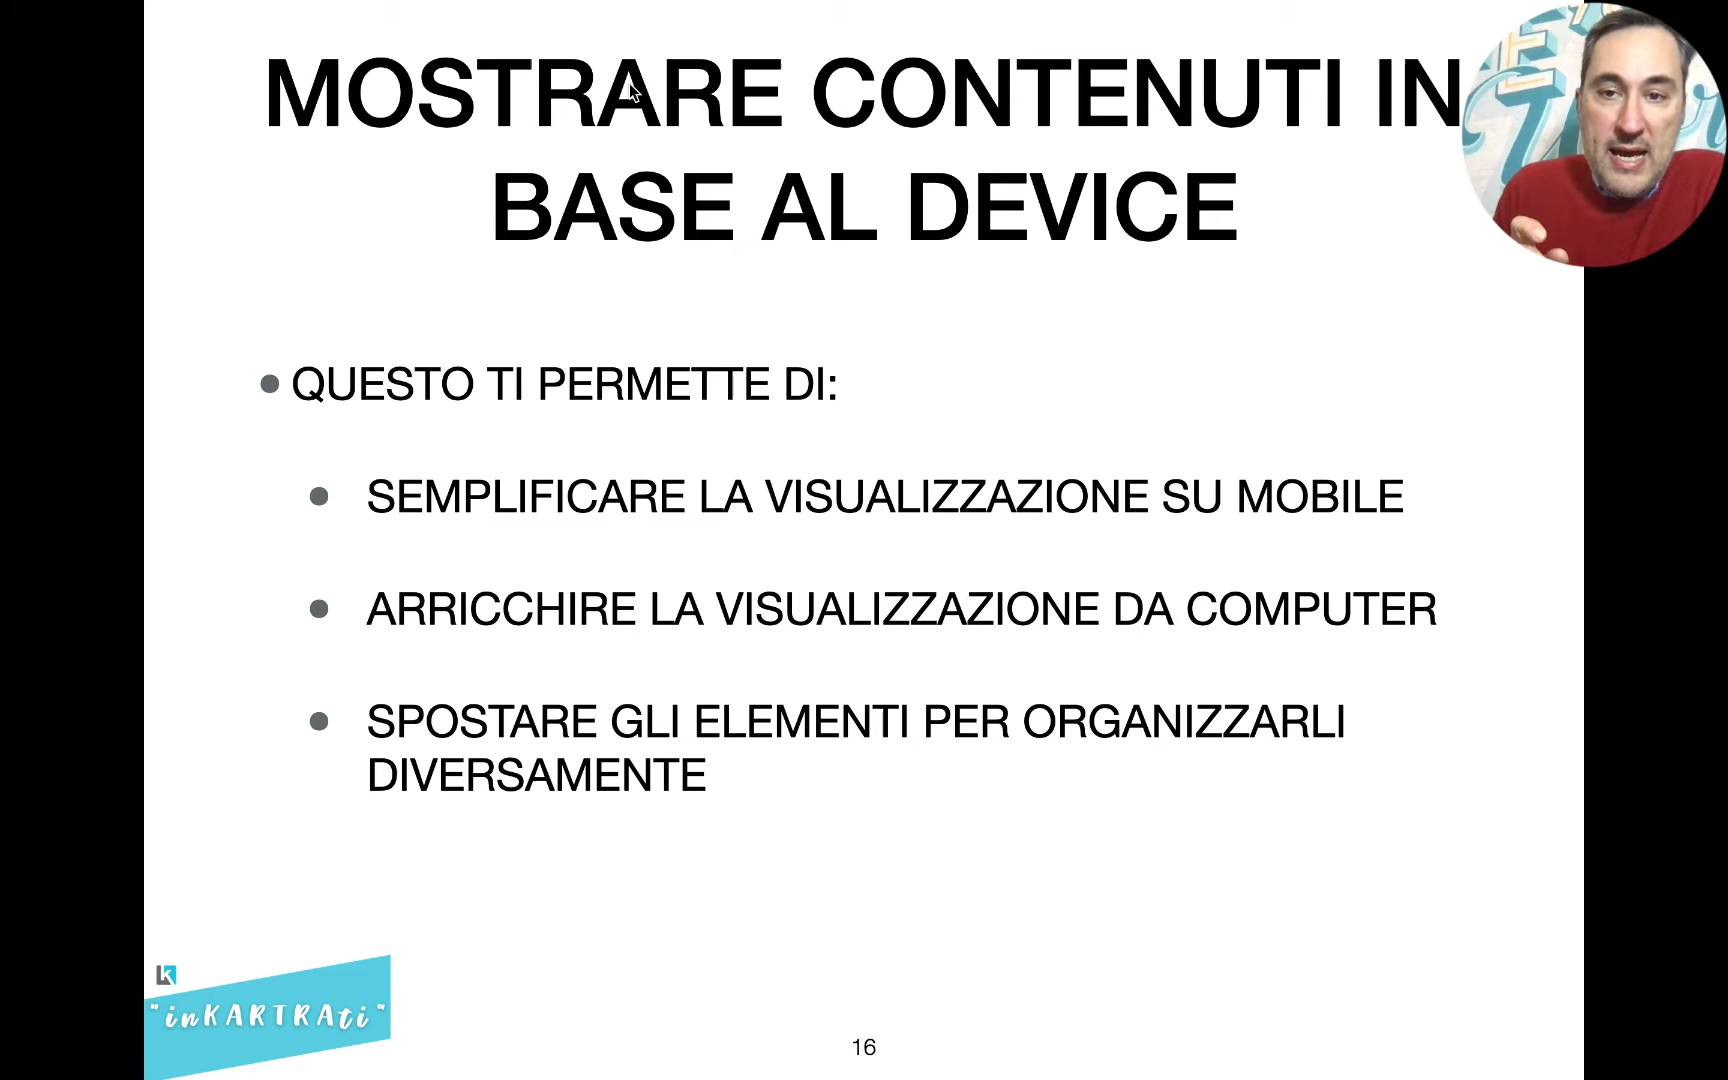 MOSTRARE CONTENUTI IN
BASE AL DEVICE
QUESTO TI PERMETTE DI:
SEMPLIFICARE LA VISUALIZZAZIONE SU MOBILE
ARRICCHIRE LA VISUALIZZAZIONE DA COMPUTER
SPOSTARE GLI ELEMENTI PER ORGANIZZARLI
DIVERSAMENTE
"inKARTRAti"
16